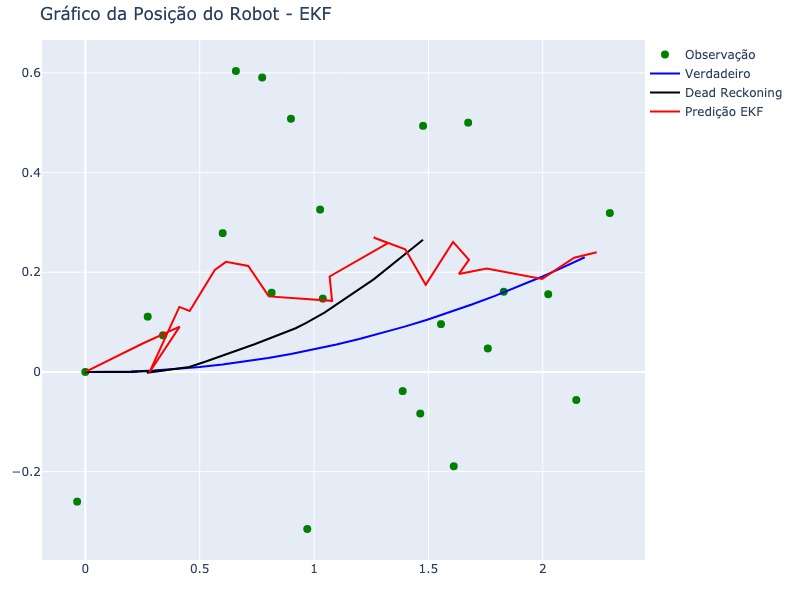 Gráfico da Posição do Robot - EKF
Observação
Verdadeiro
Dead Reckoning
Predição EKF
0.6
0.4
0.2
0
−0.2
0
0.5
1
1.5
2